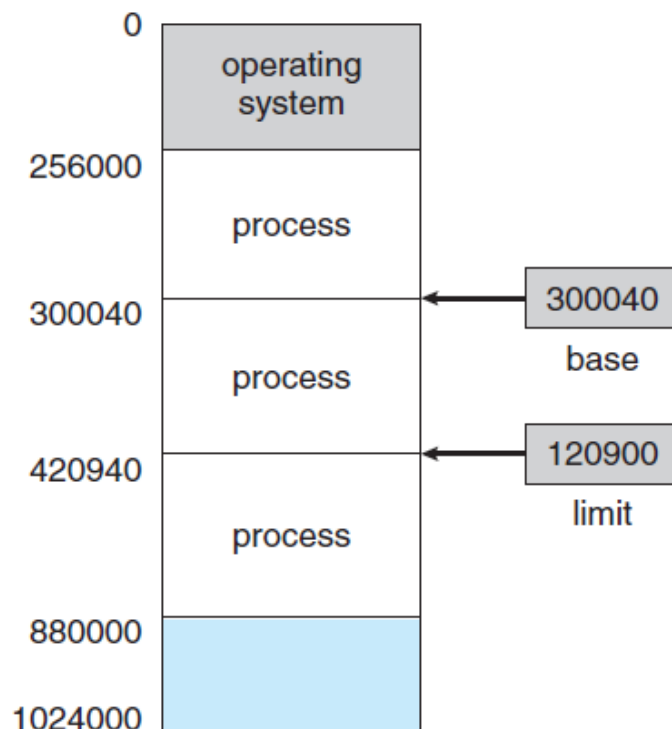 0
operating
system
256000
process
300040
300040
base
process
420940
120900
limit
process
880000
1024000